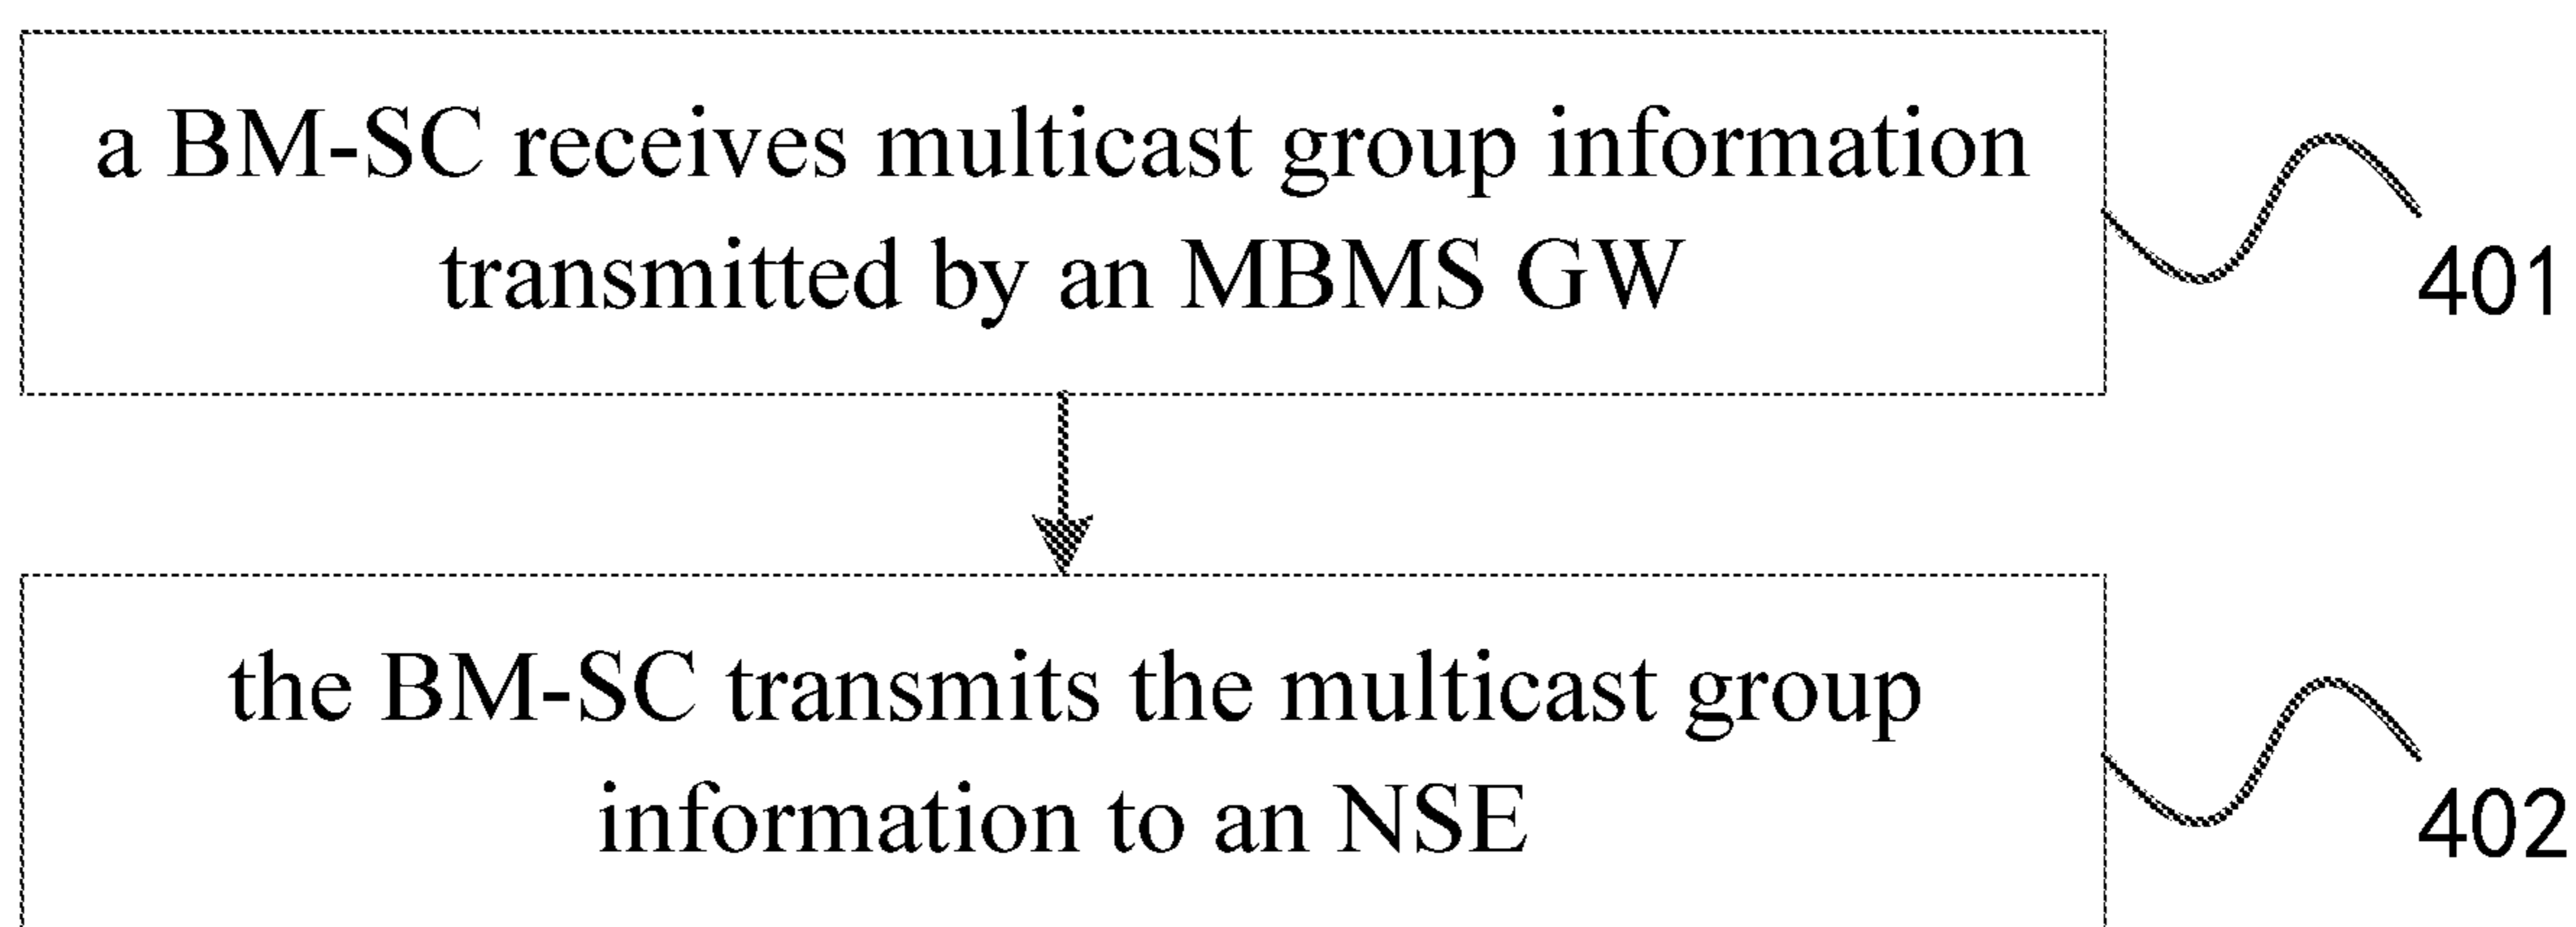 a BM-SC receives multicast group information
transmitted by an MBMS GW
401
the BM-SC transmits the multicast group
information to an NSE
402